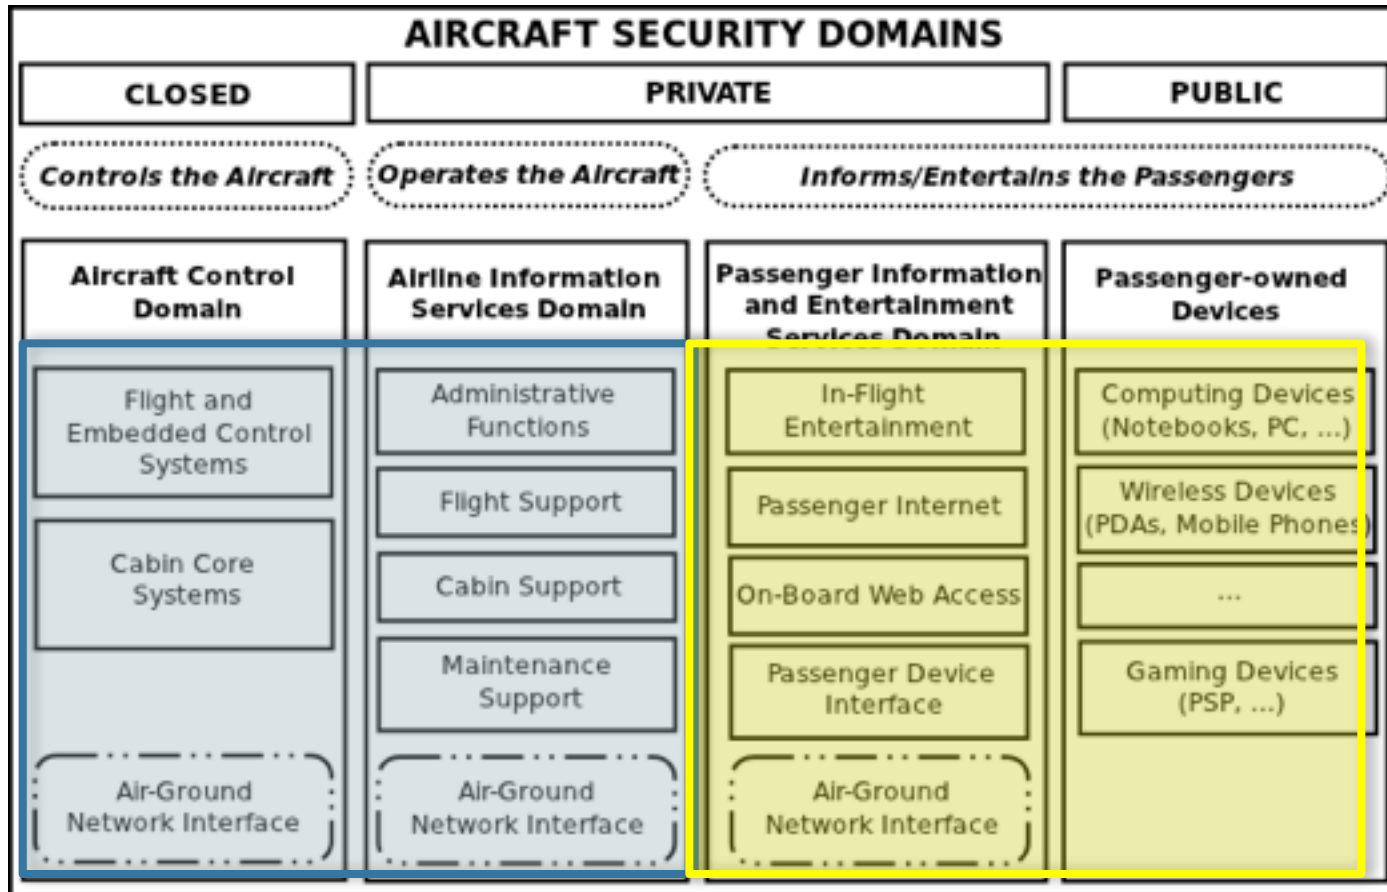 AIRCRAFT SECURITY DOMAINS
CLOSED
PRIVATE
PUBLIC
Controls the Aircraft
Operates the Aircraft
Informs/Entertains the Passengers
Aircraft Control
Domain
Flight and
Embedded Control
Systems
Cabin Core
Systems
Air-Ground
Network Interface
Airline Information
Services Domain
Administrative
Functions
Flight Support
Cabin Support
Maintenance
Support
Air-Ground
Network Interface
Passenger Information
and Entertainment
Services Domain
In-Flight
Entertainment
Passenger Internet
On-Board Web Access
Passenger Device
Interface
Air-Ground
Network Interface
Passenger-owned
Devices
Computing Devices
(Notebooks, PC, ...)
Wireless Devices
(PDAs, Mobile Phones)
...
Gaming Devices
(PSP, ...)